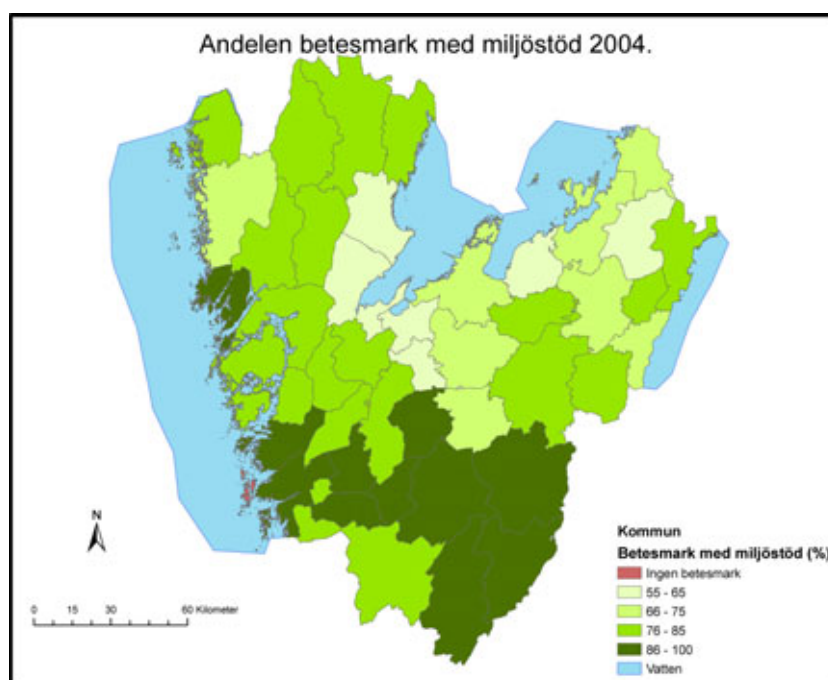 Andelen betesmark med miljöstöd 2004.
N
0 15 30 60 Kilometer
Kommun
Betesmark med miljöstöd (%)
Ingen betesmark
55 - 65
66 - 75
76 - 85
86 - 100
Vatten